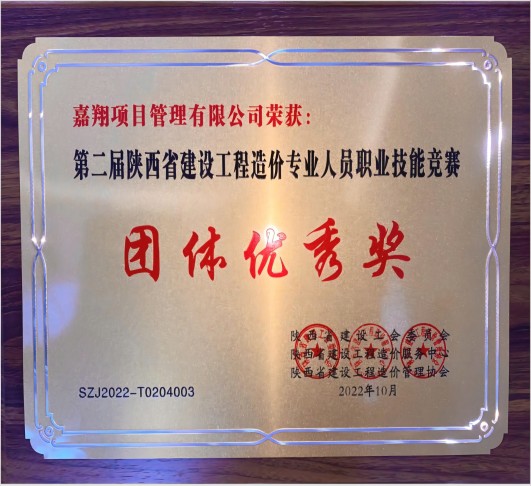 嘉翔项目管理有限公司荣获：
第二届陕西省建设工程造价专业人员职业技能竞赛
团体优秀奖
陕西省建设工会委员会
陕西省建设工程造价服务中心
陕西省建设工程造价管理协会
SZJ2022-T0204003
2022年10月